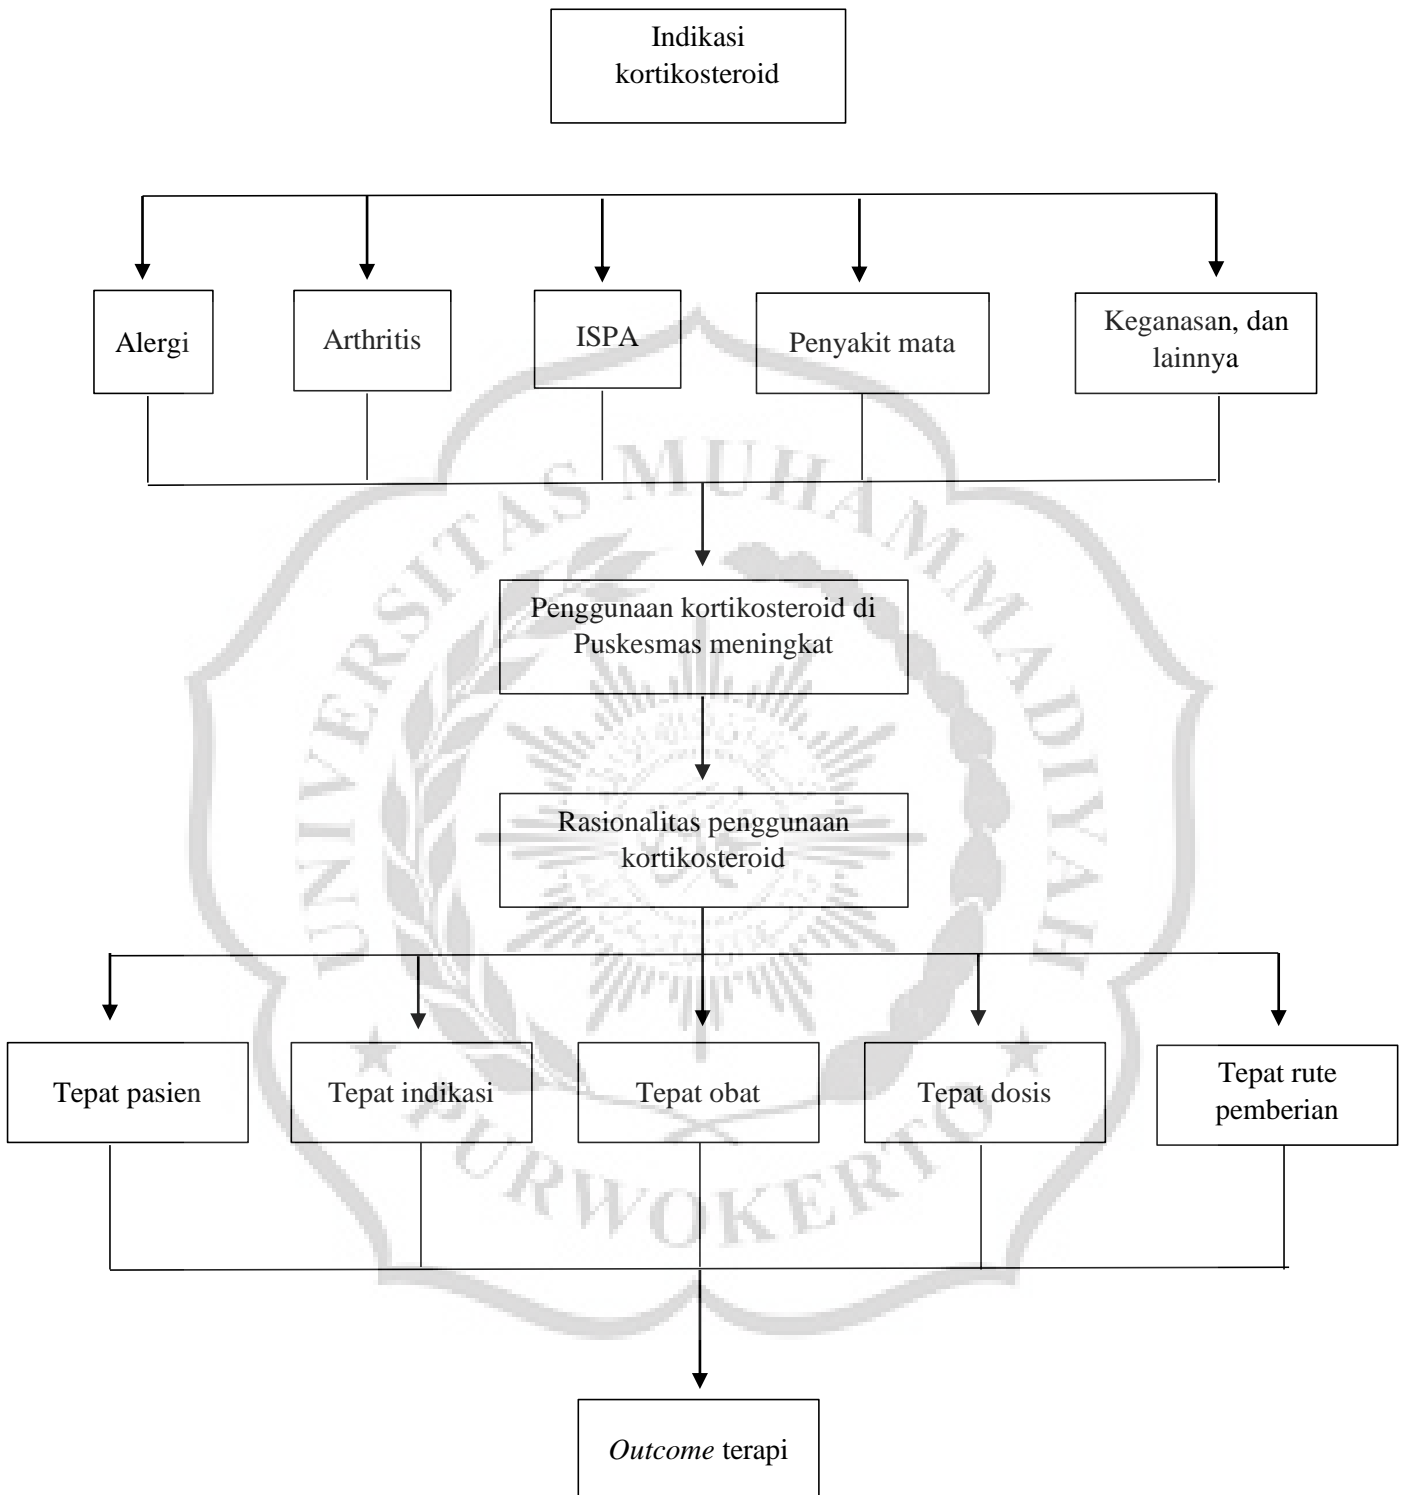 Indikasi
kortikosteroid
Alergi
Arthritis
ISPA
Penyakit mata
Keganasan, dan
lainnya
UNIVERSITAS MUHAMMADIYAH
Penggunaan kortikosteroid di
Puskesmas meningkat
Rasionalitas penggunaan
kortikosteroid
Tepat pasien
Tepat indikasi
Tepat obat
Tepat dosis
Tepat rute
pemberian
PURWOKERTO
Outcome terapi